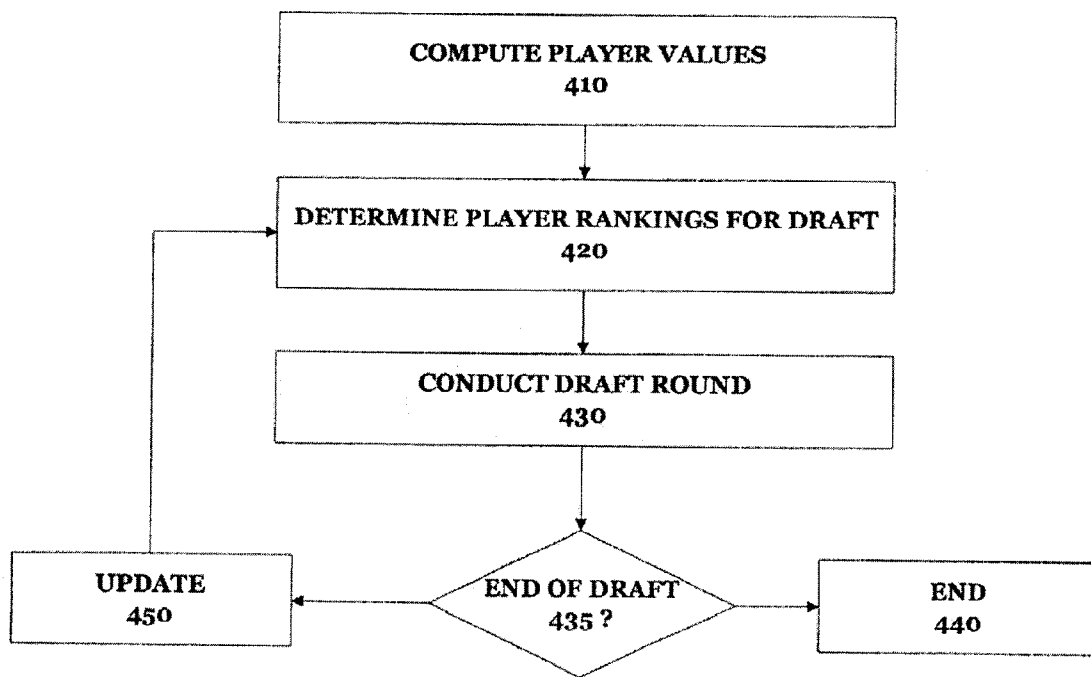 COMPUTE PLAYER VALUES
410
DETERMINE PLAYER RANKINGS FOR DRAFT
420
CONDUCT DRAFT ROUND
430
END OF DRAFT
435 ?
UPDATE
450
END
440